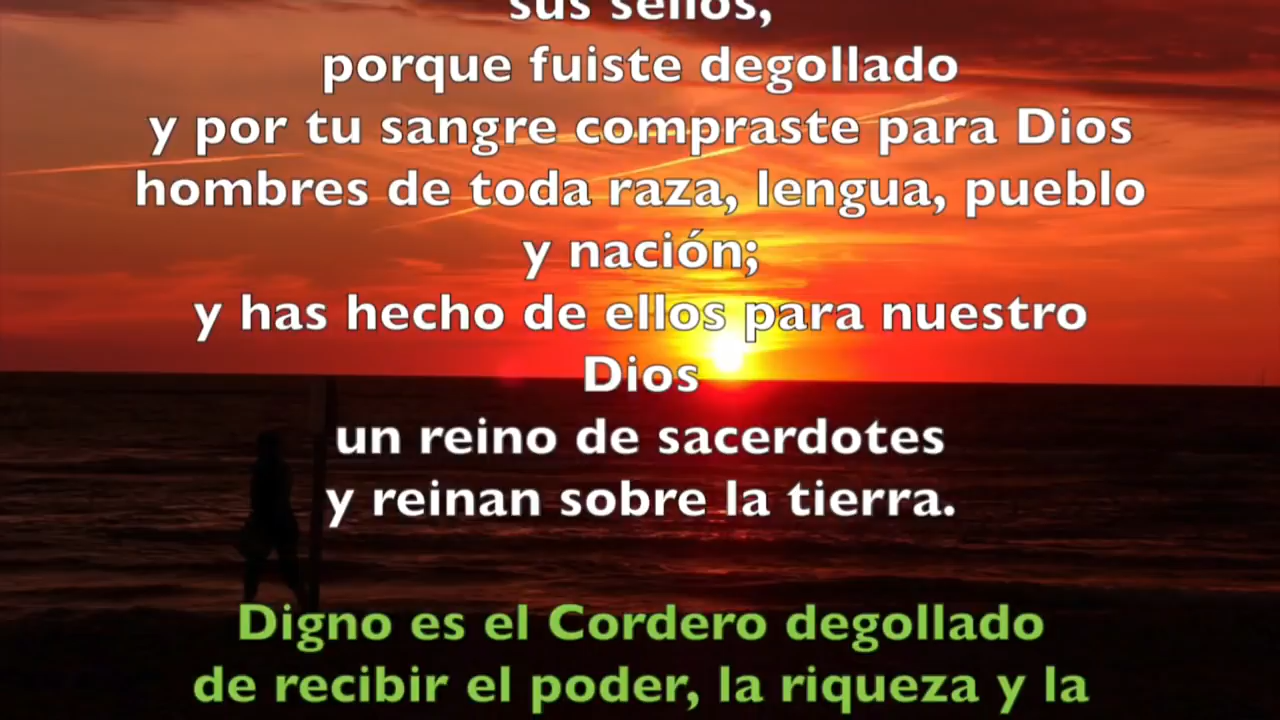 sus sellos,
porque fuiste degollado
y por tu sangre compraste para Dios
hombres de toda raza, lengua, pueblo
y nación;
y has hecho de ellos para nuestro
Dios
un reino de sacerdotes
y reinan sobre la tierra.
Digno es el Cordero degollado
de recibir el poder, la riqueza y la